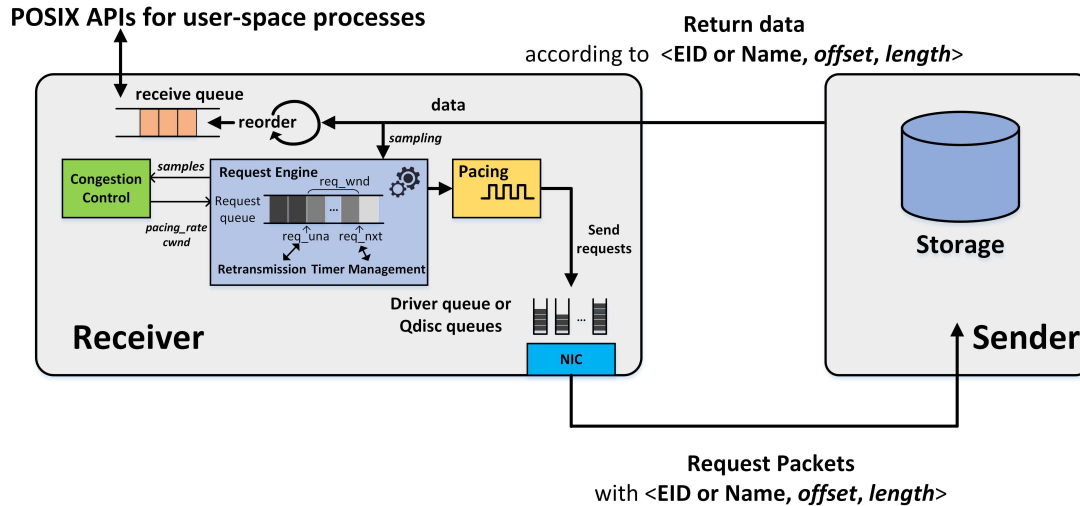 POSIX APIs for user-space processes
Return data
according to <EID or Name, offset, length>
receive queue
reorder
data
sampling
Congestion
Control
samples
pacing_rate
cwnd
Request Engine
req_wnd
Request
queue
...
req_una
req_nxt
Retransmission
Timer Management
Pacing
Send
requests
Driver queue or
Qdisc queues
...
NIC
Receiver
Storage
Sender
Request Packets
with <EID or Name, offset, length>